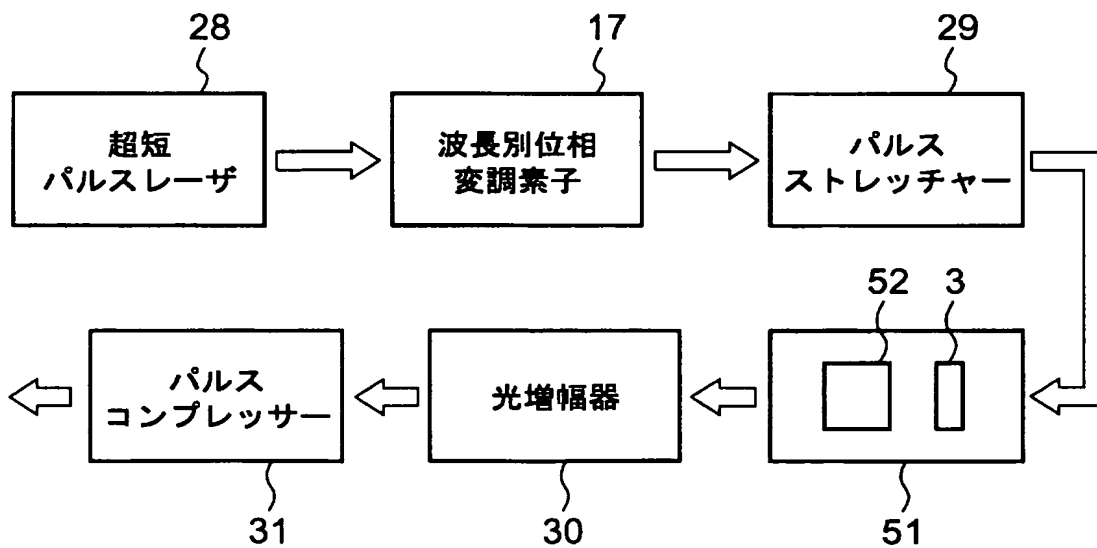 28
17
29
超短
パルスレーザ
波長別位相
変調素子
パルス
ストレッチャー
52
3
パルス
コンプレッサー
光増幅器
31
30
51